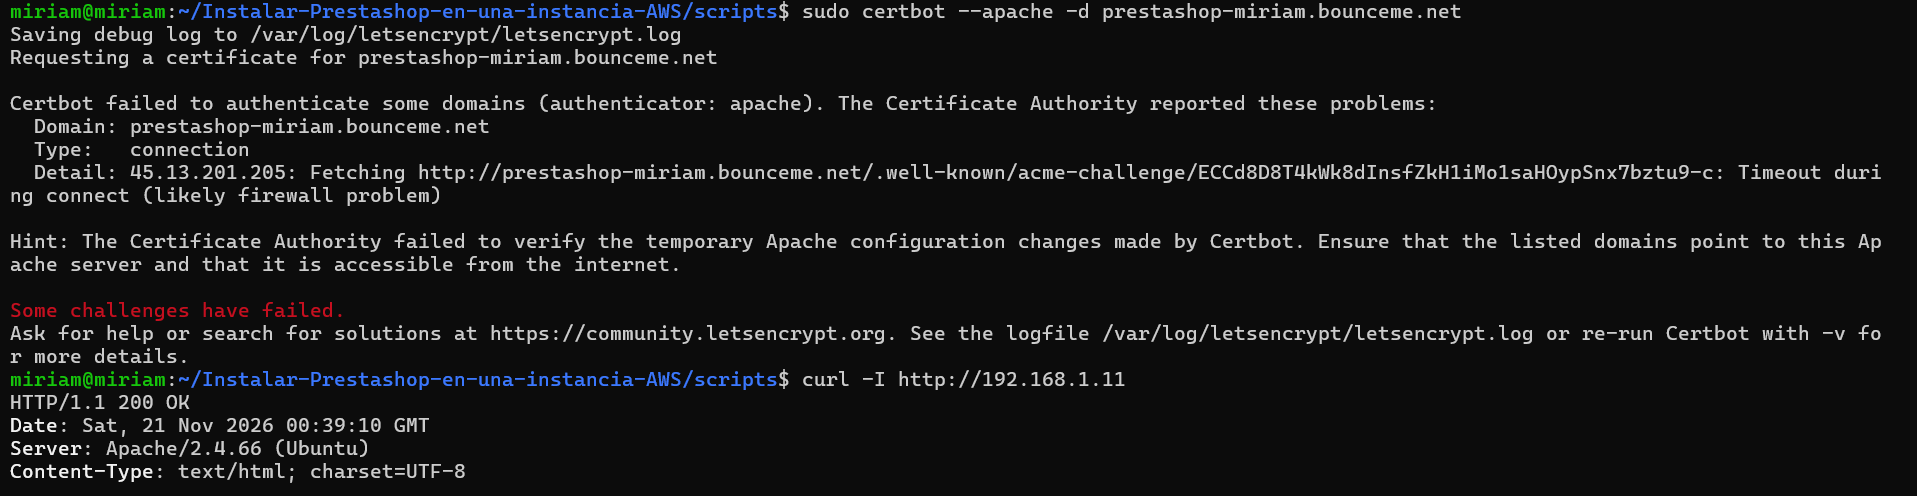 miriam@miriam:~/Instalar-Prestashop-en-una-instancia-AWS/scripts$ sudo certbot --apache -d prestashop-miriam.bounceme.net
Saving debug log to /var/log/letsencrypt/letsencrypt.log
Requesting a certificate for prestashop-miriam.bounceme.net

Certbot failed to authenticate some domains (authenticator: apache). The Certificate Authority reported these problems:
  Domain: prestashop-miriam.bounceme.net
  Type:   connection
  Detail: 45.13.201.205: Fetching http://prestashop-miriam.bounceme.net/.well-known/acme-challenge/ECCd8D8T4kWk8dInsfZkH1iMo1saHOypSnx7bztu9-c: Timeout duri
ng connect (likely firewall problem)

Hint: The Certificate Authority failed to verify the temporary Apache configuration changes made by Certbot. Ensure that the listed domains point to this Ap
ache server and that it is accessible from the internet.

Some challenges have failed.
Ask for help or search for solutions at https://community.letsencrypt.org. See the logfile /var/log/letsencrypt/letsencrypt.log or re-run Certbot with -v fo
r more details.
miriam@miriam:~/Instalar-Prestashop-en-una-instancia-AWS/scripts$ curl -I http://192.168.1.11
HTTP/1.1 200 OK
Date: Sat, 21 Nov 2026 00:39:10 GMT
Server: Apache/2.4.66 (Ubuntu)
Content-Type: text/html; charset=UTF-8